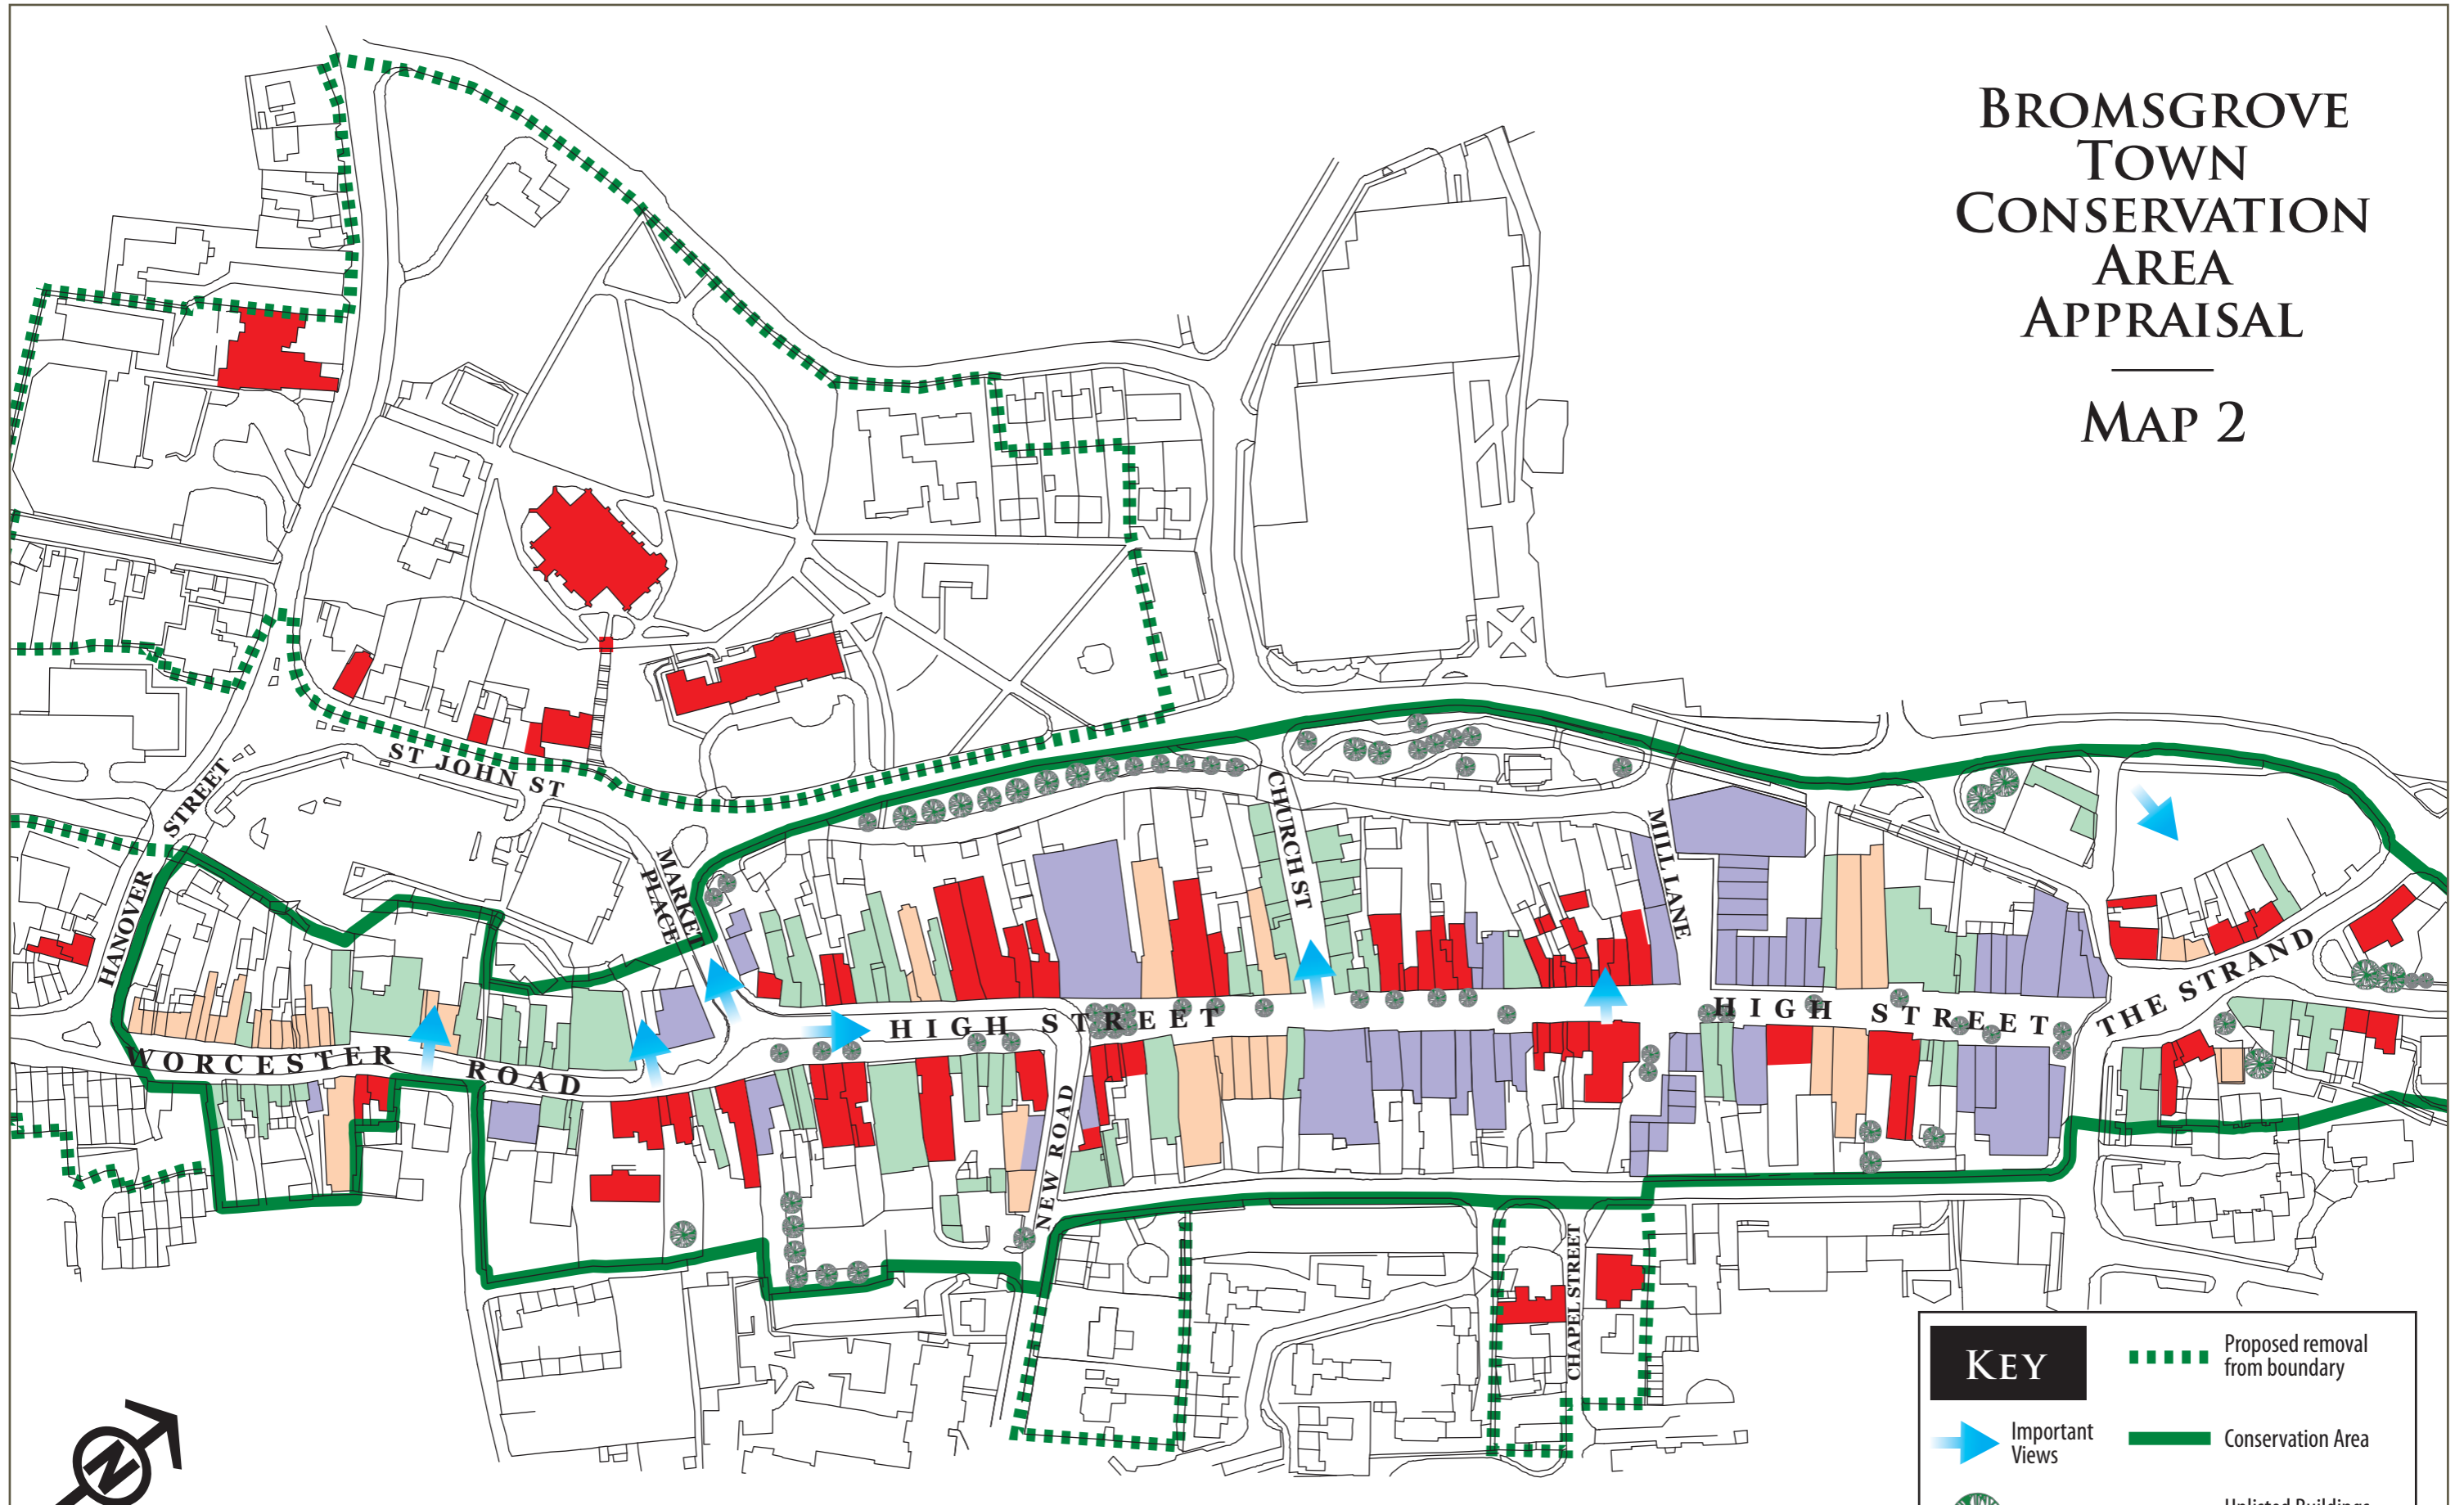 BROMSGROVE
TOWN
CONSERVATION
AREA
APPRAISAL
MAP 2
ST JOHN ST
HANOVER
STREET
MARKET
PLACE
CHURCH ST
MILL LANE
HIGH STREET
HIGH STREET
THE STRAND
WORCESTER ROAD
NEW ROAD
CHAPEL STREET
KEY
Proposed removal
from boundary
Important
Views
Conservation Area
Unlisted Buildings
N